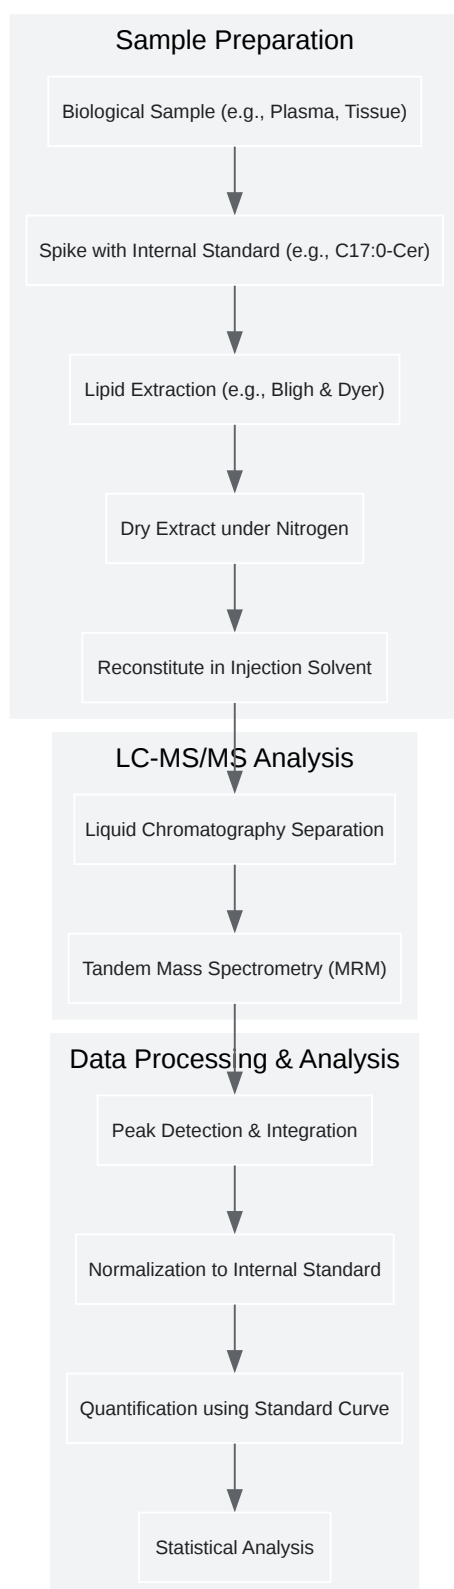 Sample Preparation
Biological Sample (e.g., Plasma, Tissue)
Spike with Internal Standard (e.g., C17:0-Cer)
Lipid Extraction (e.g., Bligh & Dyer)
Dry Extract under Nitrogen
Reconstitute in Injection Solvent
LC-MS/MS Analysis
Liquid Chromatography Separation
Tandem Mass Spectrometry (MRM)
Data Processing & Analysis
Peak Detection & Integration
Normalization to Internal Standard
Quantification using Standard Curve
Statistical Analysis